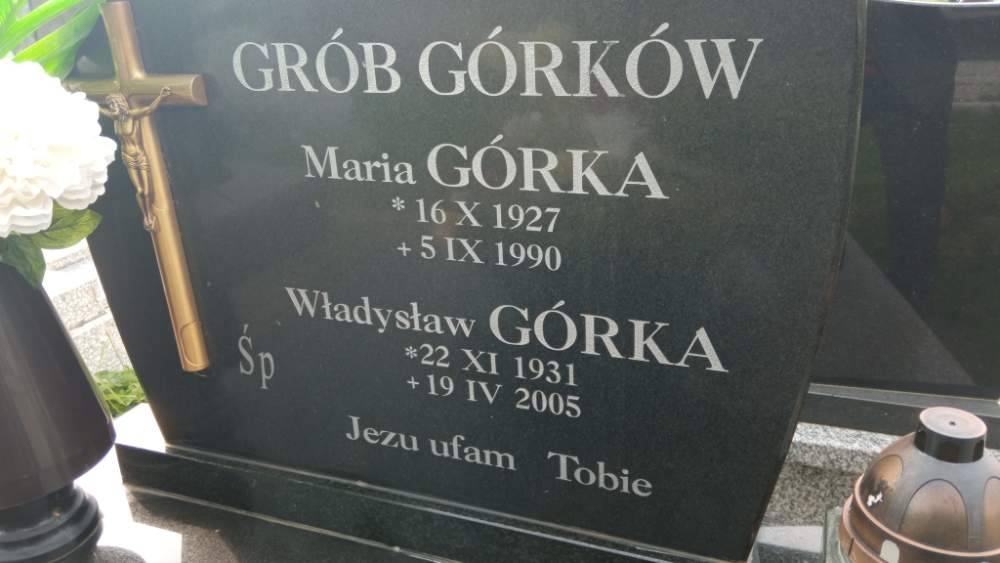 GRÓB GÓRKÓW
Maria GÓRKA
* 16 X 1927
+ 5 IX 1990
Władysław GÓRKA
* 22 XI 1931
+ 19 IV 2005
Śp
Jezu ufam Tobie